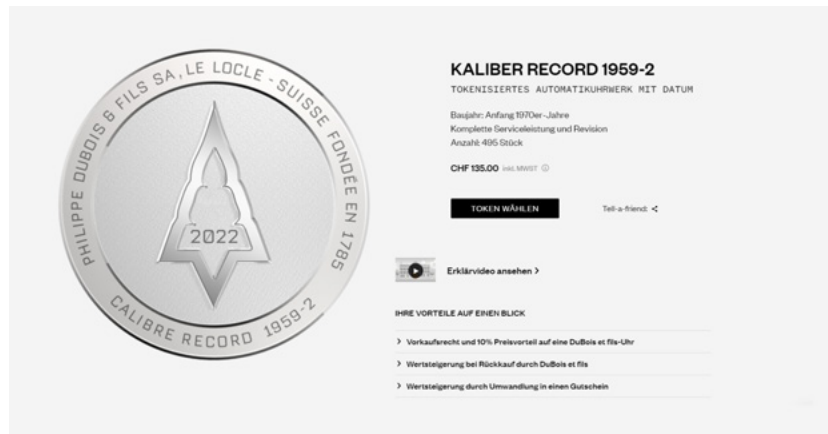 PHILIPPE DUBOIS & FILS SA, LE LOCLE - SUISSE FONDÉE EN 1785
2022
CALIBRE RECORD 1959-2
KALIBER RECORD 1959-2
TOKENISIERTES AUTOMATIKUHRWERK MIT DATUM
Baujahr: Anfang 1970er-Jahre
Komplette Serviceleistung und Revision
Anzahl: 495 Stück
CHF 135.00 inkl. MWST
TOKEN WÄHLEN
Tell-a-friend:
Erklärvideo ansehen
IHRE VORTEILE AUF EINEN BLICK
Vorkaufsrecht und 10% Preisvorteil auf eine DuBois et fils-Uhr
Wertsteigerung bei Rückkauf durch DuBois et fils
Wertsteigerung durch Umwandlung in einen Gutschein